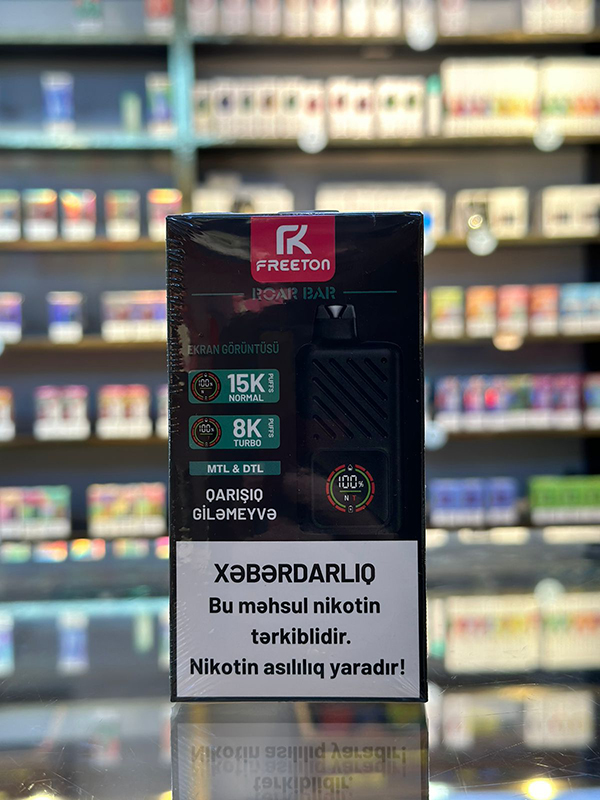 FREETON
ROAR BAR
EKRAN GÖRÜNTÜSÜ
100%
15K PUFFS
NORMAL
100%
8K PUFFS
TURBO
MTL & DTL
QARIŞIQ
GİLƏMEYVƏ
100%
N T
XƏBƏRDARLIQ
Bu məhsul nikotin
tərkiblidir.
Nikotin asılılıq yaradır!